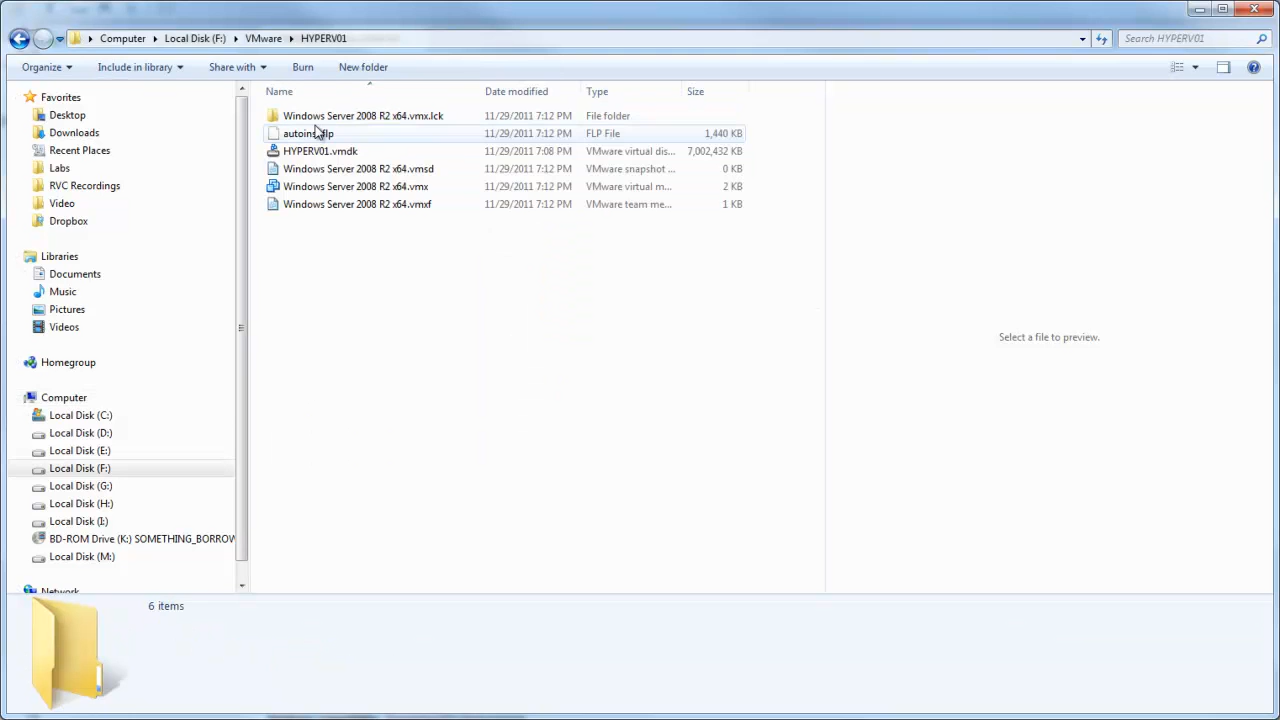 Computer Local Disk (F:) VMware HYPERV01 Search HYPERV01
Organize Include in library Share with Burn New folder
Favorites
Desktop
Downloads
Recent Places
Labs
RVC Recordings
Video
Dropbox
Libraries
Documents
Music
Pictures
Videos
Homegroup
Computer
Local Disk (C:)
Local Disk (D:)
Local Disk (E:)
Local Disk (F:)
Local Disk (G:)
Local Disk (H:)
Local Disk (I:)
BD-ROM Drive (K:) SOMETHING_BORROW
Local Disk (M:)
Network
Name Date modified Type Size
Windows Server 2008 R2 x64.vmx.lck 11/29/2011 7:12 PM File folder
11/29/2011 7:12 PM FLP File 1,440 KB
HYPERV01.vmdk 11/29/2011 7:08 PM VMware virtual dis... 7,002,432 KB
Windows Server 2008 R2 x64.vmsd 11/29/2011 7:12 PM VMware snapshot ... 0 KB
Windows Server 2008 R2 x64.vmx 11/29/2011 7:12 PM VMware virtual m... 2 KB
Windows Server 2008 R2 x64.vmxf 11/29/2011 7:12 PM VMware team me... 1 KB
Select a file to preview.
6 items